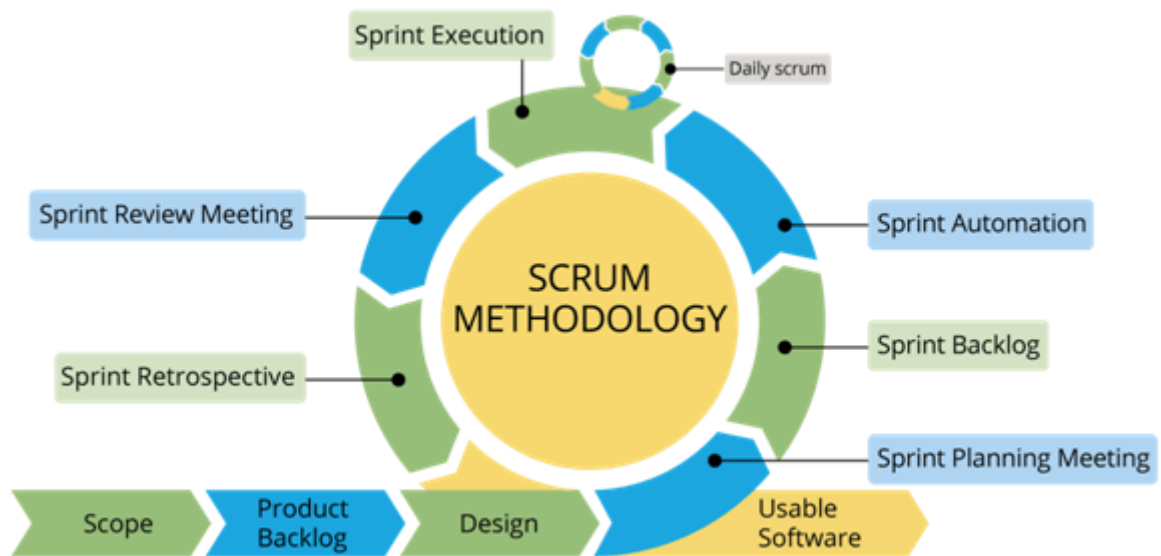 Sprint Execution
Daily scrum
Sprint Review Meeting
Sprint Automation
SCRUM
METHODOLOGY
Sprint Backlog
Sprint Retrospective
Sprint Planning Meeting
Scope
Product
Backlog
Design
Usable
Software